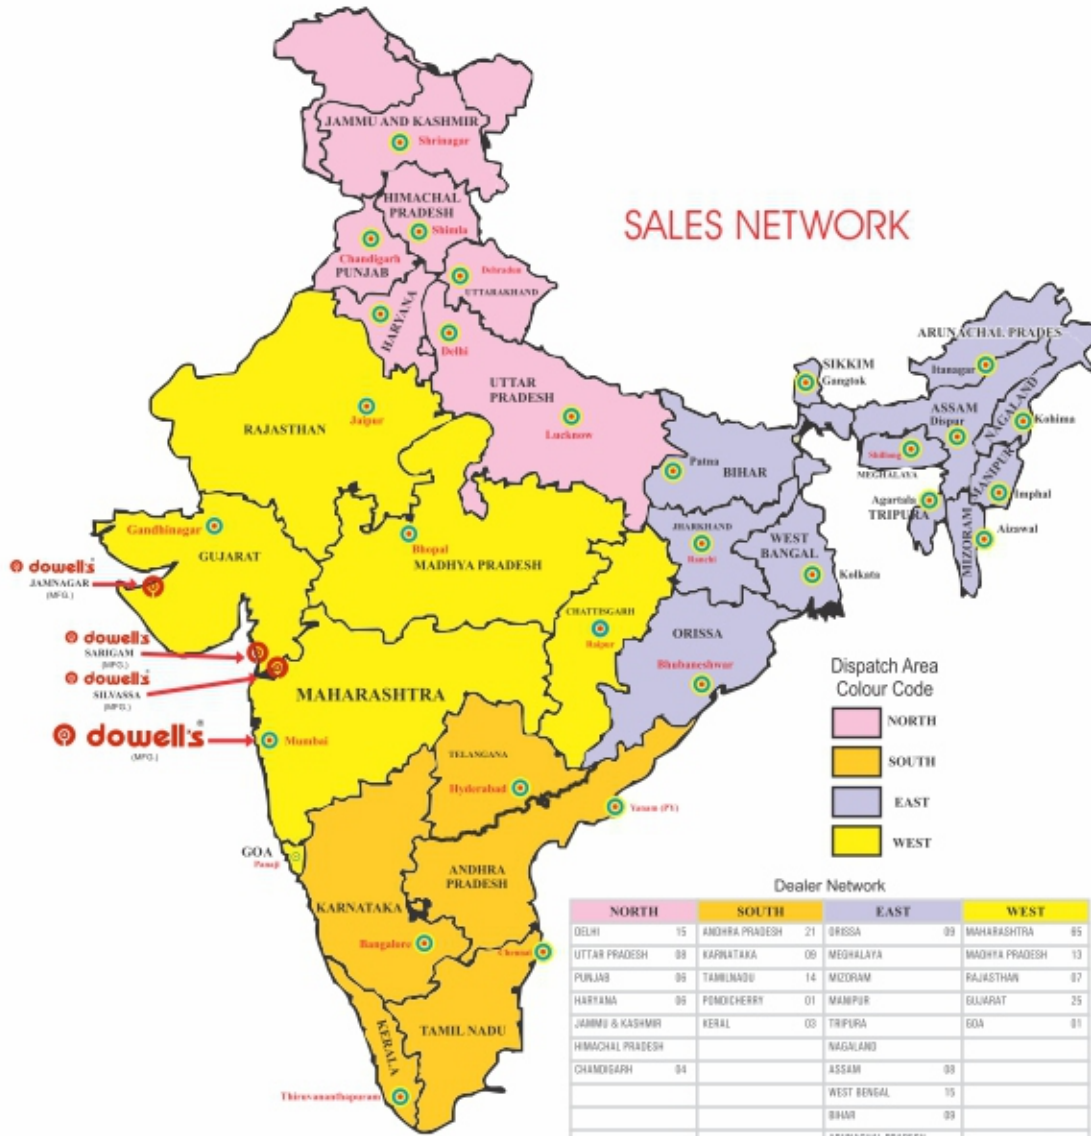 JAMMU AND KASHMIR
Shrinagar
HIMACHAL
PRADESH
Shimla
SALES NETWORK
Chandigarh
PUNJAB
Dehradun
UTTARAKHAND
HARYANA
Delhi
ARUNACHAL PRADES
SIKKIM
Gangtok
Itanagar
UTTAR
PRADESH
Lucknow
RAJASTHAN
Jaipur
ASSAM
Dispur
NAGALAND
Kohima
Shillong
MEGHALAYA
MANIPUR
Imphal
Patna
BIHAR
Agartala
TRIPURA
MIZORAM
Aizawal
Gandhinagar
GUJARAT
Bhopal
MADHYA PRADESH
JHARKHAND
Ranchi
WEST
BANGAL
Kolkata
dowell's®
JAMNAGAR
(MFG.)
CHATTISGARH
Raipur
ORISSA
Bhubaneshwar
dowell's
SARIGAM
(MFG.)
dowell's
SILVASSA
(MFG.)
MAHARASHTRA
dowell's®
(MFG.)
Mumbai
Dispatch Area
Colour Code
NORTH
SOUTH
EAST
WEST
TELANGANA
Hyderabad
Yanam (PY)
GOA
Panaji
ANDHRA
PRADESH
KARNATAKA
Bangalore
Chennai
KERALA
TAMIL NADU
Thiruvananthapuram
Dealer Network
NORTH SOUTH EAST WEST
DELHI 15 ANDHRA PRADESH 21 ORISSA 09 MAHARASHTRA 65
UTTAR PRADESH 08 KARNATAKA 09 MEGHALAYA MADHYA PRADESH 13
PUNJAB 06 TAMILNADU 14 MIZORAM RAJASTHAN 07
HARYANA 06 PONDICHERRY 01 MANIPUR GUJARAT 25
JAMMU & KASHMIR KERAL 03 TRIPURA GOA 01
HIMACHAL PRADESH NAGALAND
CHANDIGARH 04 ASSAM 08
WEST BENGAL 15
BIHAR 09